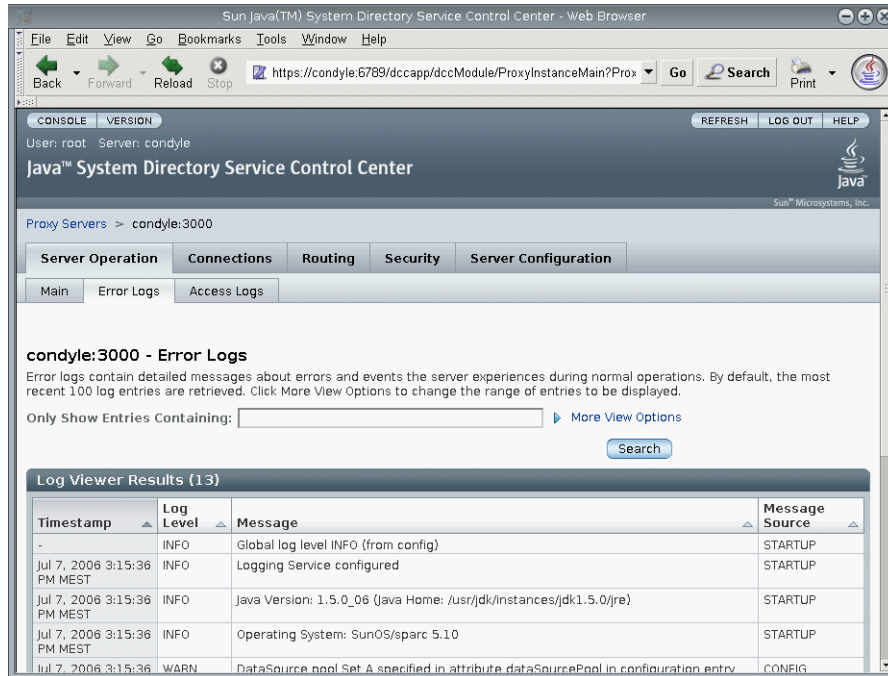 Sun Java(TM) System Directory Service Control Center - Web Browser
File Edit View Go Bookmarks Tools Window Help
Back Forward Reload Stop https://condyle:6789/dccapp/dccModule/ProxyInstanceMain?Prox Go Search Print
CONSOLE VERSION REFRESH LOG OUT HELP
User: root Server: condyle
Java™ System Directory Service Control Center
Java™
Sun™ Microsystems, Inc.
Proxy Servers > condyle:3000
Server Operation Connections Routing Security Server Configuration
Main Error Logs Access Logs
condyle:3000 - Error Logs
Error logs contain detailed messages about errors and events the server experiences during normal operations. By default, the most
recent 100 log entries are retrieved. Click More View Options to change the range of entries to be displayed.
Only Show Entries Containing: More View Options
Search
Log Viewer Results (13)
Timestamp Log Level Message Message Source
- INFO Global log level INFO (from config) STARTUP
Jul 7, 2006 3:15:36 PM MEST INFO Logging Service configured STARTUP
Jul 7, 2006 3:15:36 PM MEST INFO Java Version: 1.5.0_06 (Java Home: /usr/jdk/instances/jdk1.5.0/jre) STARTUP
Jul 7, 2006 3:15:36 PM MEST INFO Operating System: SunOS/sparc 5.10 STARTUP
Jul 7, 2006 3:15:36 WARN DataSource pool Set A specified in attribute dataSourcePool in configuration entry CONFIG